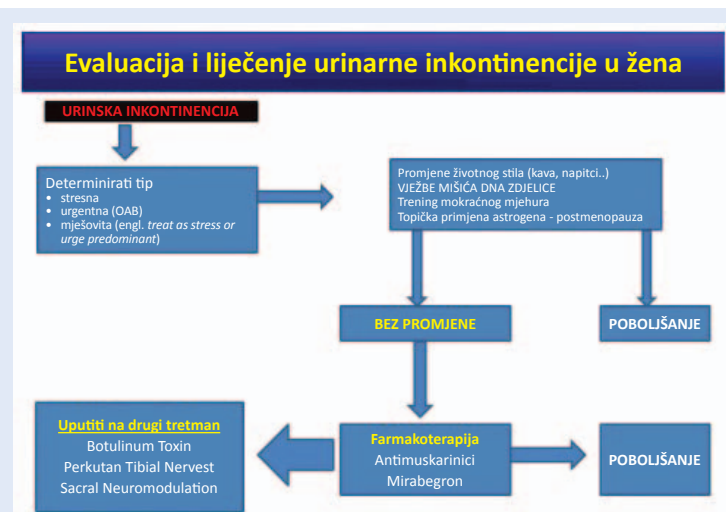 Evaluacija i liječenje urinarne inkontinencije u žena
URINSKA INKONTINENCIJA
Determinirati tip
• stresna
• urgentna (OAB)
• mješovita (engl. treat as stress or
urge predominant)
Promjene životnog stila (kava, napitci..)
VJEŽBE MIŠIĆA DNA ZDJELICE
Trening mokraćnog mjehura
Topička primjena astrogena - postmenopauza
BEZ PROMJENE
POBOLJŠANJE
Uputiti na drugi tretman
Botulinum Toxin
Perkutan Tibial Nervest
Sacral Neuromodulation
Farmakoterapija
Antimuskarinici
Mirabegron
POBOLJŠANJE